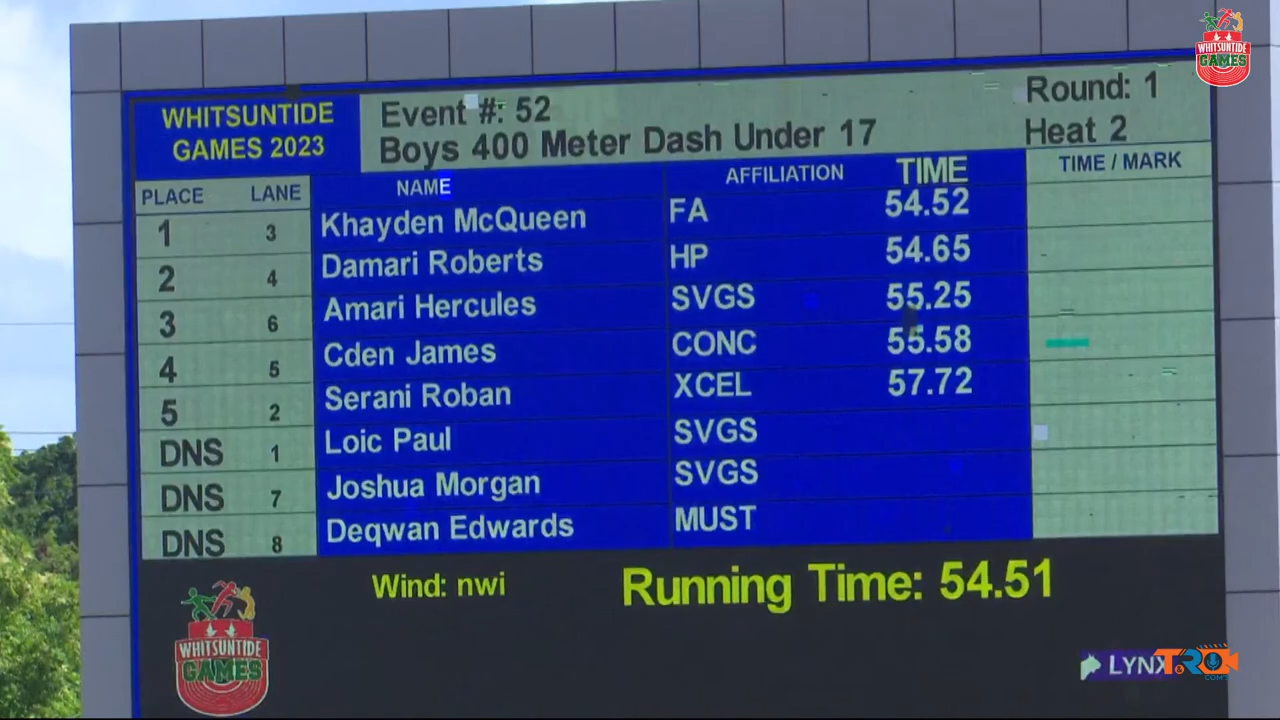 WHITSUNTIDE
GAMES
WHITSUNTIDE
GAMES 2023
Event #: 52
Round: 1
Boys 400 Meter Dash Under 17
Heat 2
PLACE LANE NAME AFFILIATION TIME TIME / MARK
1 3 Khayden McQueen FA 54.52
2 4 Damari Roberts HP 54.65
3 6 Amari Hercules SVGS 55.25
4 5 Cden James CONC 55.58
5 2 Serani Roban XCEL 57.72
DNS 1 Loic Paul SVGS
DNS 7 Joshua Morgan SVGS
DNS 8 Deqwan Edwards MUST
Wind: nwi
Running Time: 54.51
WHITSUNTIDE
GAMES
LYNX